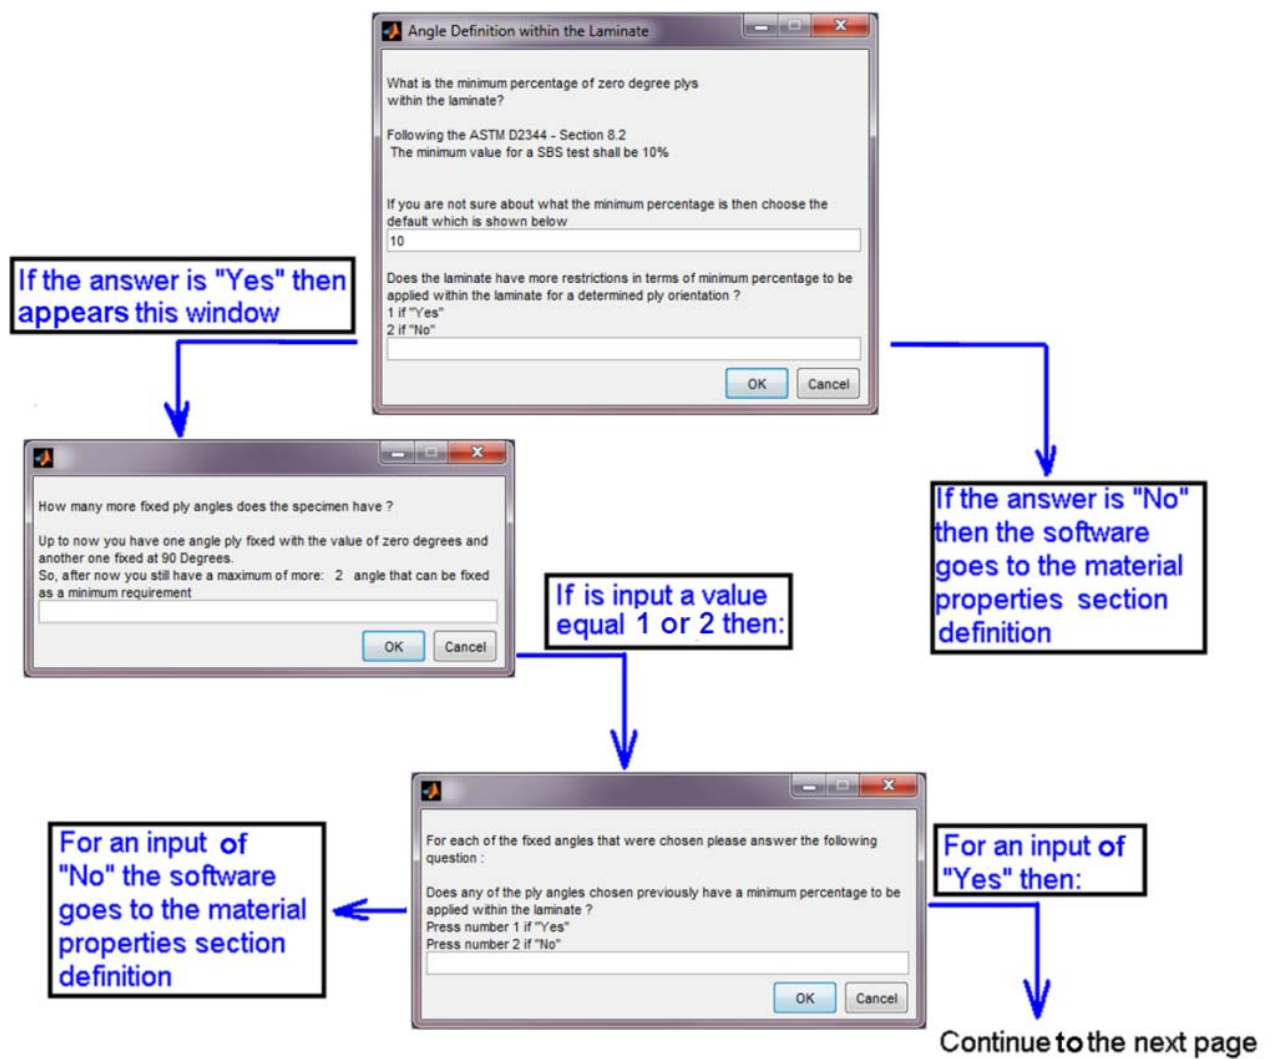 Angle Definition within the Laminate
What is the minimum percentage of zero degree plys
within the laminate?
Following the ASTM D2344 - Section 8.2
The minimum value for a SBS test shall be 10%
If you are not sure about what the minimum percentage is then choose the
default which is shown below
10
Does the laminate have more restrictions in terms of minimum percentage to be
applied within the laminate for a determined ply orientation ?
1 if "Yes"
2 if "No"
OK Cancel
If the answer is "Yes" then
appears this window
How many more fixed ply angles does the specimen have ?
Up to now you have one angle ply fixed with the value of zero degrees and
another one fixed at 90 Degrees.
So, after now you still have a maximum of more: 2 angle that can be fixed
as a minimum requirement
OK Cancel
If the answer is "No"
then the software
goes to the material
properties section
definition
If is input a value
equal 1 or 2 then:
For each of the fixed angles that were chosen please answer the following
question :
Does any of the ply angles chosen previously have a minimum percentage to be
applied within the laminate ?
Press number 1 if "Yes"
Press number 2 if "No"
OK Cancel
For an input of
"No" the software
goes to the material
properties section
definition
For an input of
"Yes" then:
Continue to the next page